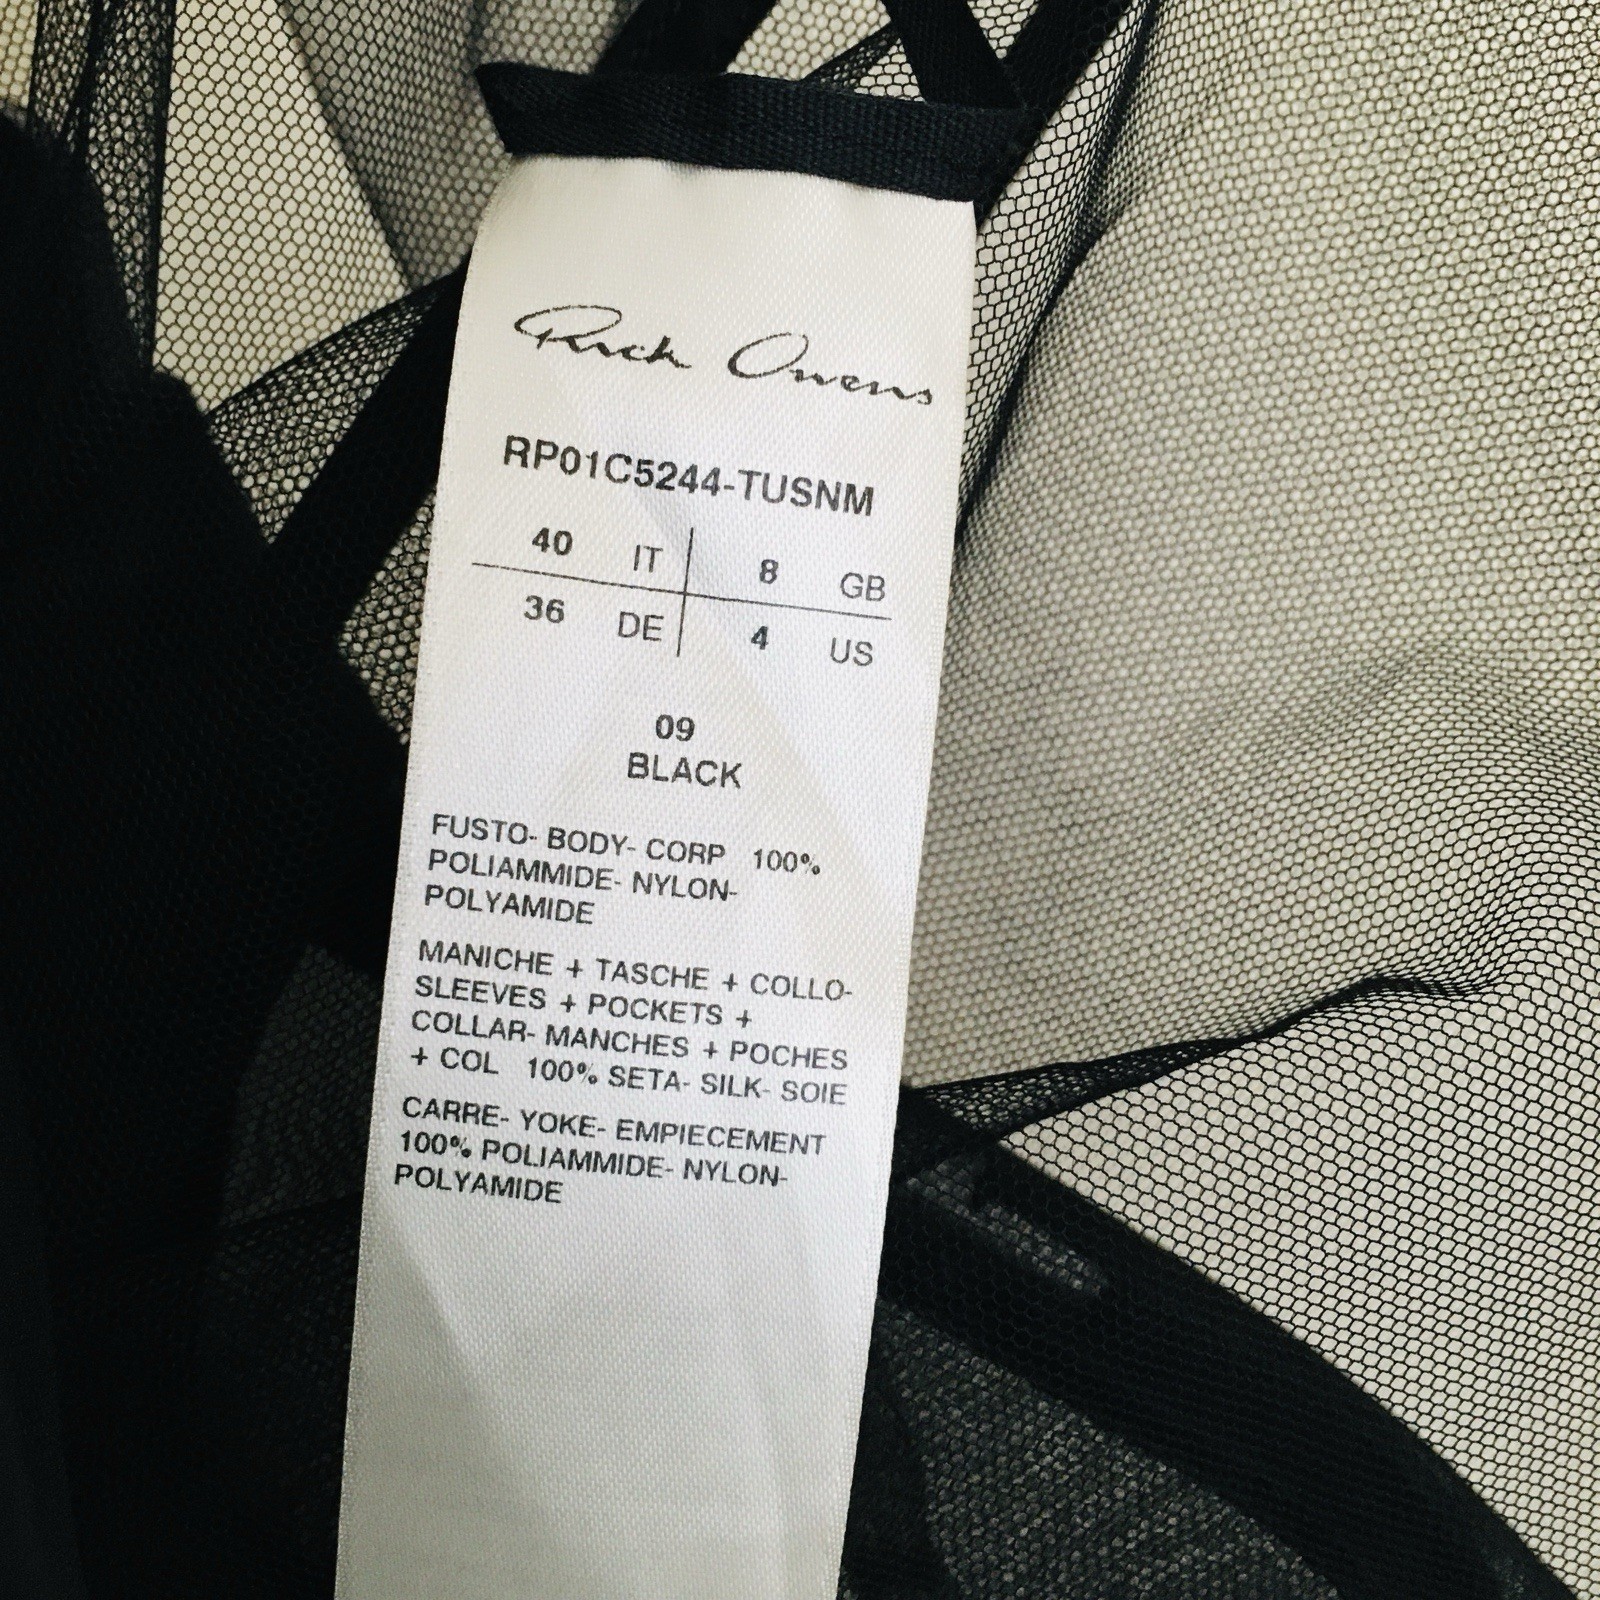 Rick Owens
RP01C5244-TUSNM
40 IT 8 GB
36 DE 4 US
09
BLACK
FUSTO- BODY- CORP 100%
POLIAMMIDE- NYLON-
POLYAMIDE
MANICHE + TASCHE + COLLO-
SLEEVES + POCKETS +
COLLAR- MANCHES + POCHES
+ COL 100% SETA- SILK- SOIE
CARRE- YOKE- EMPIECEMENT
100% POLIAMMIDE- NYLON-
POLYAMIDE